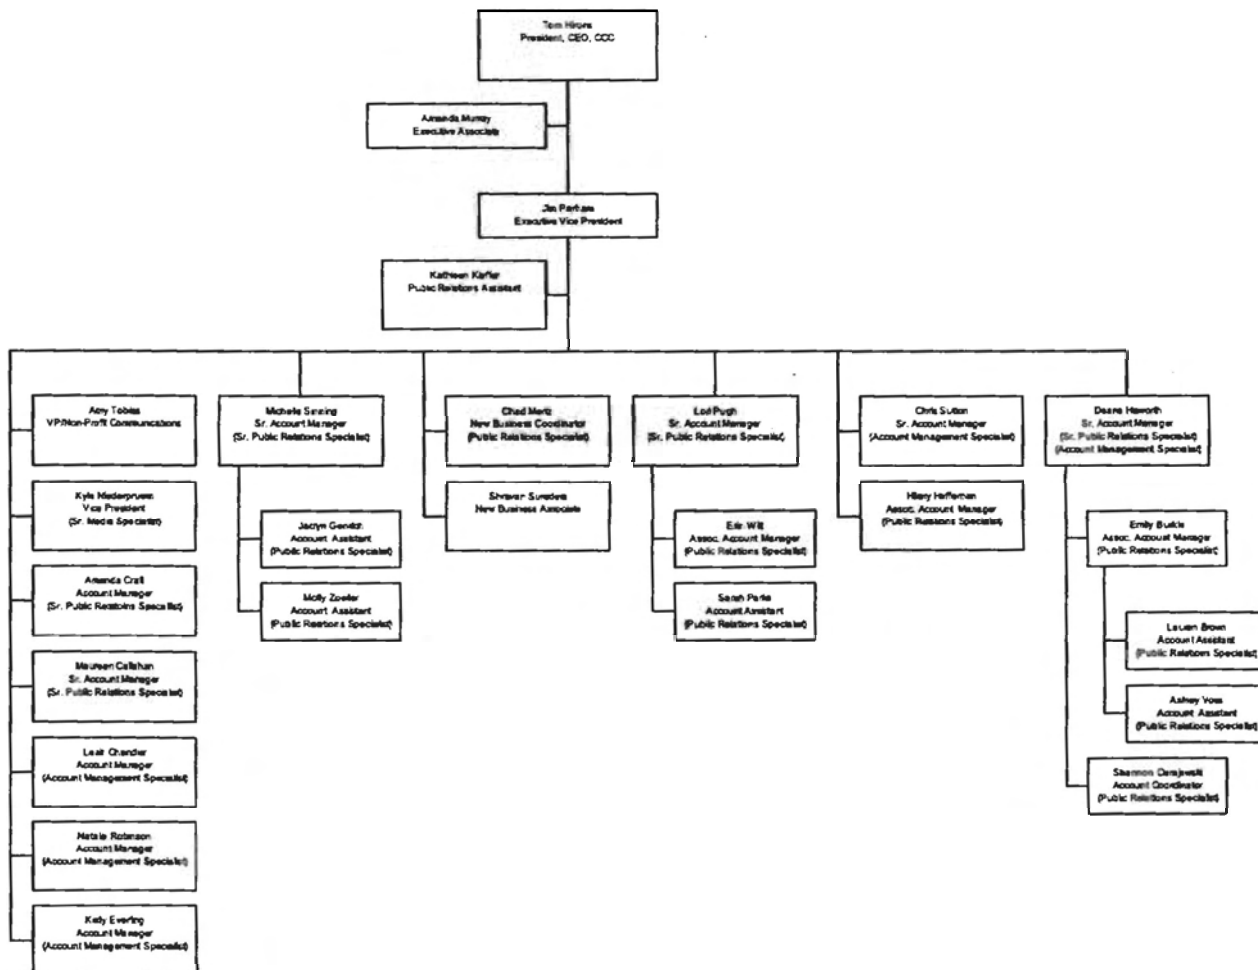 Tom Hirons
President, CEO, CCC
Amanda Murray
Executive Associate
Jim Parham
Executive Vice President
Kathleen
Public Relations Assistant
Amy Tobias
VP/Non-Profit Communications
Kyle Niederpruem
Vice President
(Sr. Media Specialist)
Amanda Crail
Account Manager
(Sr. Public Relatoins Specialist)
Maureen Callahan
Sr. Account Manager
(Sr. Public Relations Specialist)
Leah Chandler
Account Manager
(Account Management Specialist)
Natalie Robinson
Account Manager
(Account Management Specialist)
Kelly Everling
Account Manager
(Account Management Specialist)
Michelle
Sr. Account Manager
(Sr. Public Relations Specialist)
Jaclyn
Account Assistant
(Public Relations Specialist)
Molly Zoeller
Account Assistant
(Public Relations Specialist)
Chad Mertz
New Business Coordinator
(Public Relations Specialist)
New Business Associate
Lori Pugh
Sr. Account Manager
(Sr. Public Relations Specialist)
Erin Witt
Assoc. Account Manager
(Public Relations Specialist)
Sarah
Account Assistant
(Public Relations Specialist)
Chris Sutton
Sr. Account Manager
(Account Management Specialist)
Hilary Heffernan
Assoc. Account Manager
(Public Relations Specialist)
Deane Haworth
Sr. Account Manager
(Sr. Public Relations Specialist)
(Account Management Specialist)
Emily
Assoc. Account Manager
(Public Relations Specialist)
Lauren Brown
Account Assistant
(Public Relations Specialist)
Voss
Account Assistant
(Public Relations Specialist)
Shannon
Account Coordinator
(Public Relations Specialist)